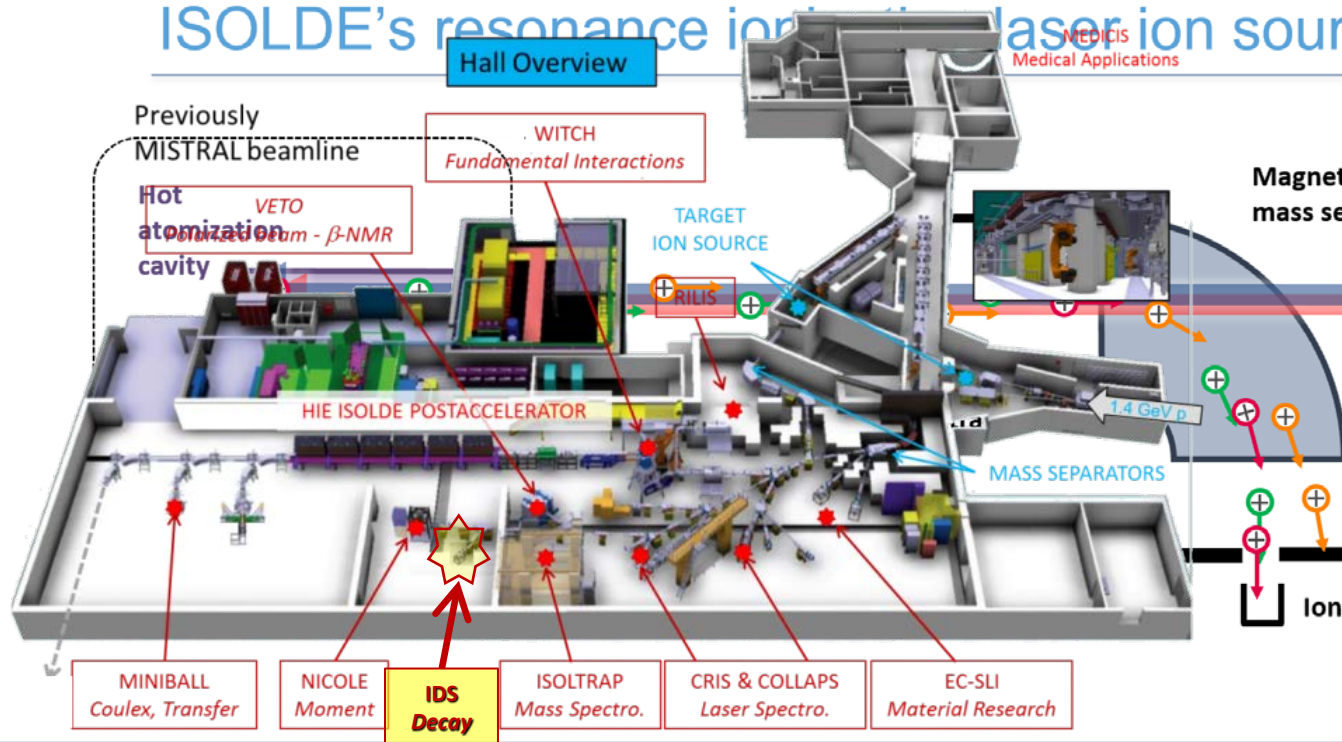 ISOLDE's resonance laser ion sour
Hall Overview
MEDICIS
Medical Applications
Previously
MISTRAL beamline
WITCH
Fundamental Interactions
Hot
atomization
cavity
VETO
Polarized beam - β-NMR
TARGET
ION SOURCE
Magnet
mass se
RILIS
HIE ISOLDE POSTACCELERATOR
1.4 GeV p
MASS SEPARATORS
Ion
MINIBALL
Coulex, Transfer
NICOLE
Moment
IDS
Decay
ISOLTRAP
Mass Spectro.
CRIS & COLLAPS
Laser Spectro.
EC-SLI
Material Research